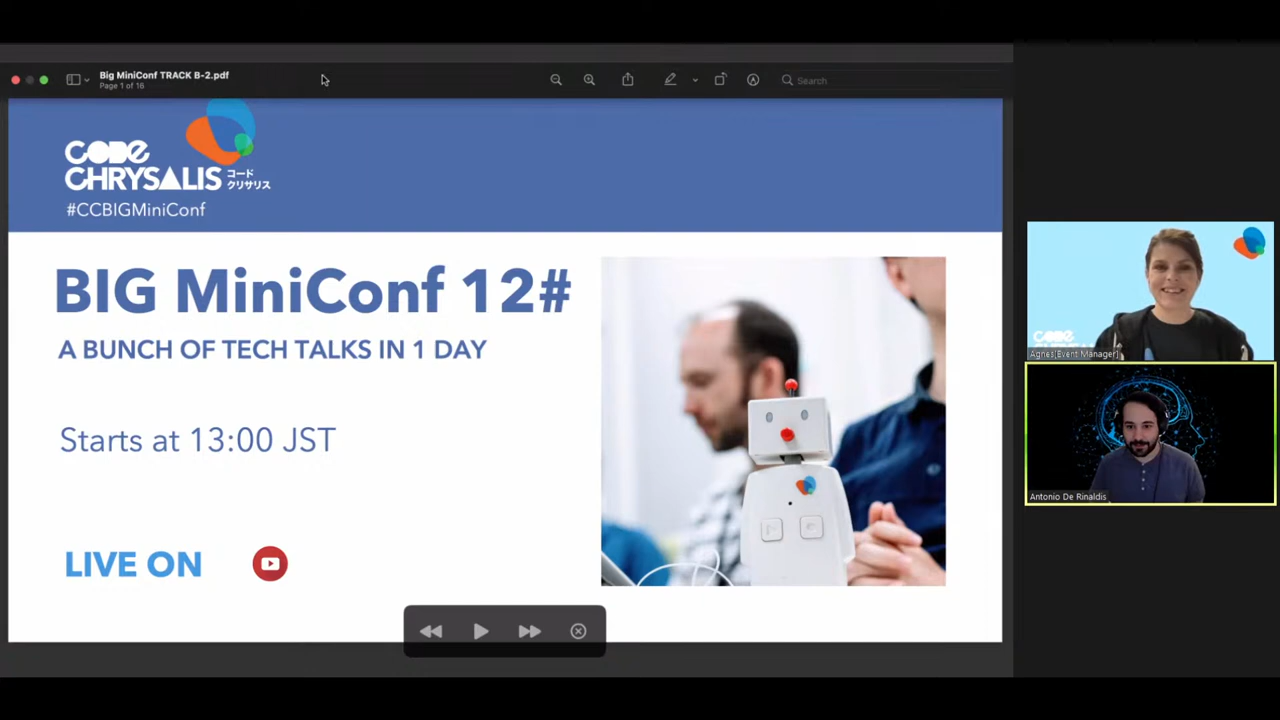 Big MiniConf TRACK B-2.pdf
Page 1 of 16
Search
CODE
CHRYSALIS
コード
クリサリス
#CCBIGMiniConf
BIG MiniConf 12#
A BUNCH OF TECH TALKS IN 1 DAY
Starts at 13:00 JST
LIVE ON
Agnes[Event Manager]
Antonio De Rinaldis